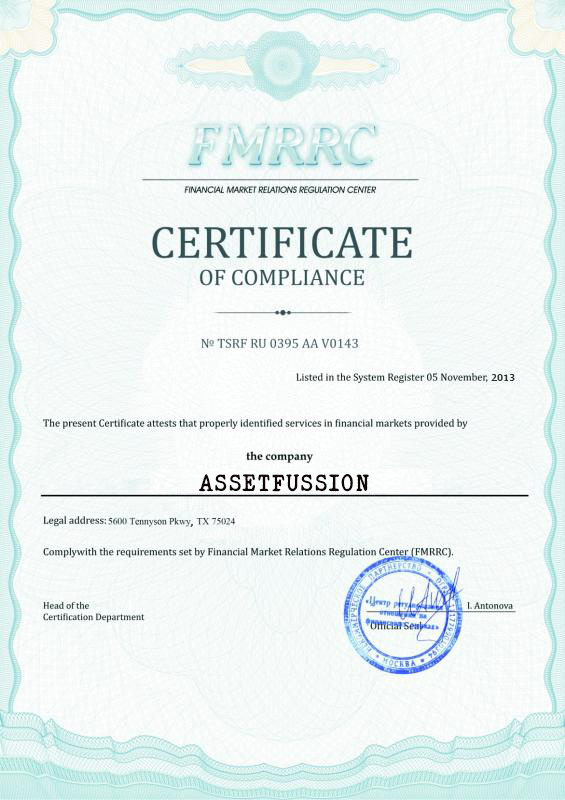 FMRRC
FINANCIAL MARKET RELATIONS REGULATION CENTER
CERTIFICATE
OF COMPLIANCE
№ TSRF RU 0395 AA V0143
Listed in the System Register 05 November, 2013
The present Certificate attests that properly identified services in financial markets provided by
the company
ASSETFUSSION
Legal address: 5600 Tennyson Pkwy, TX 75024
Complywith the requirements set by Financial Market Relations Regulation Center (FMRRC).
Head of the
Certification Department
I. Antonova
Official Seal
НЕКОММЕРЧЕСКОЕ ПАРТНЕРСТВО
«Центр
отношений на
МОСКВА